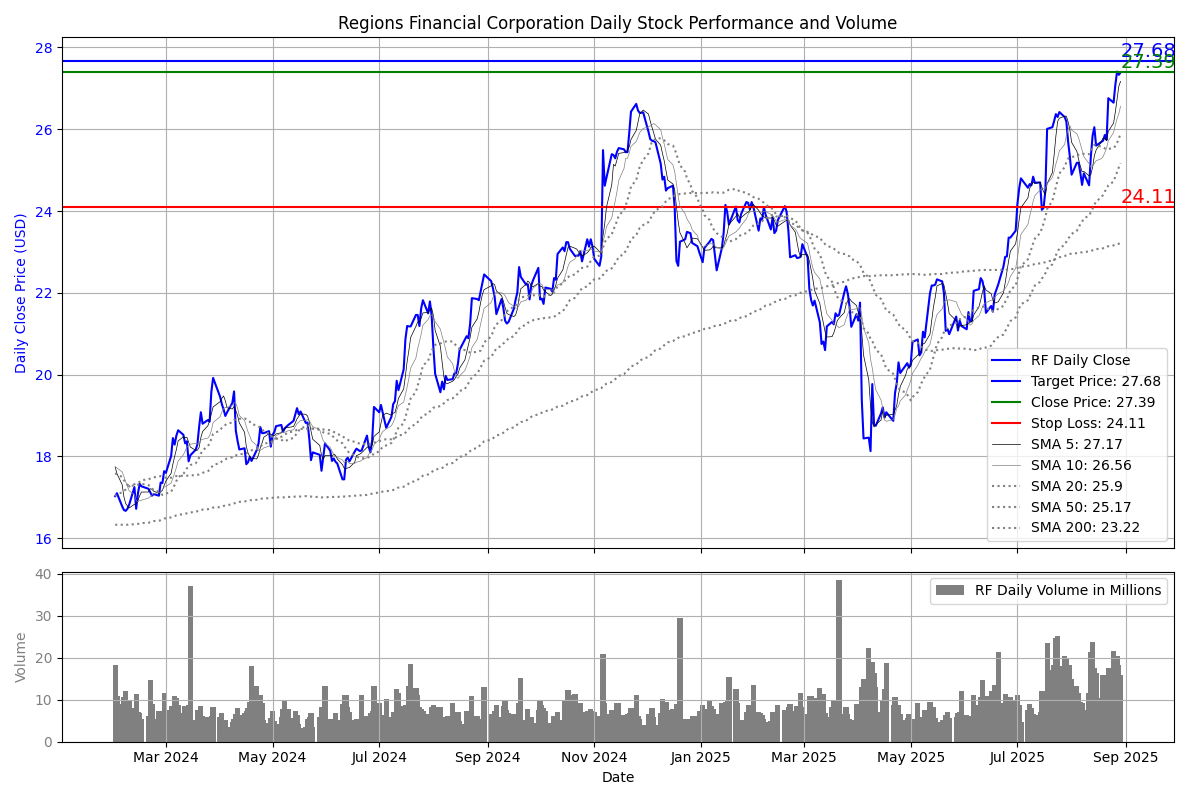 Regions Financial Corporation Daily Stock Performance and Volume
Daily Close Price (USD)
28
26
24
22
20
18
16
27.68
27.39
24.11
RF Daily Close
Target Price: 27.68
Close Price: 27.39
Stop Loss: 24.11
SMA 5: 27.17
SMA 10: 26.56
SMA 20: 25.9
SMA 50: 25.17
SMA 200: 23.22
Volume
40
30
20
10
0
RF Daily Volume in Millions
Mar 2024 May 2024 Jul 2024 Sep 2024 Nov 2024 Jan 2025 Mar 2025 May 2025 Jul 2025 Sep 2025
Date